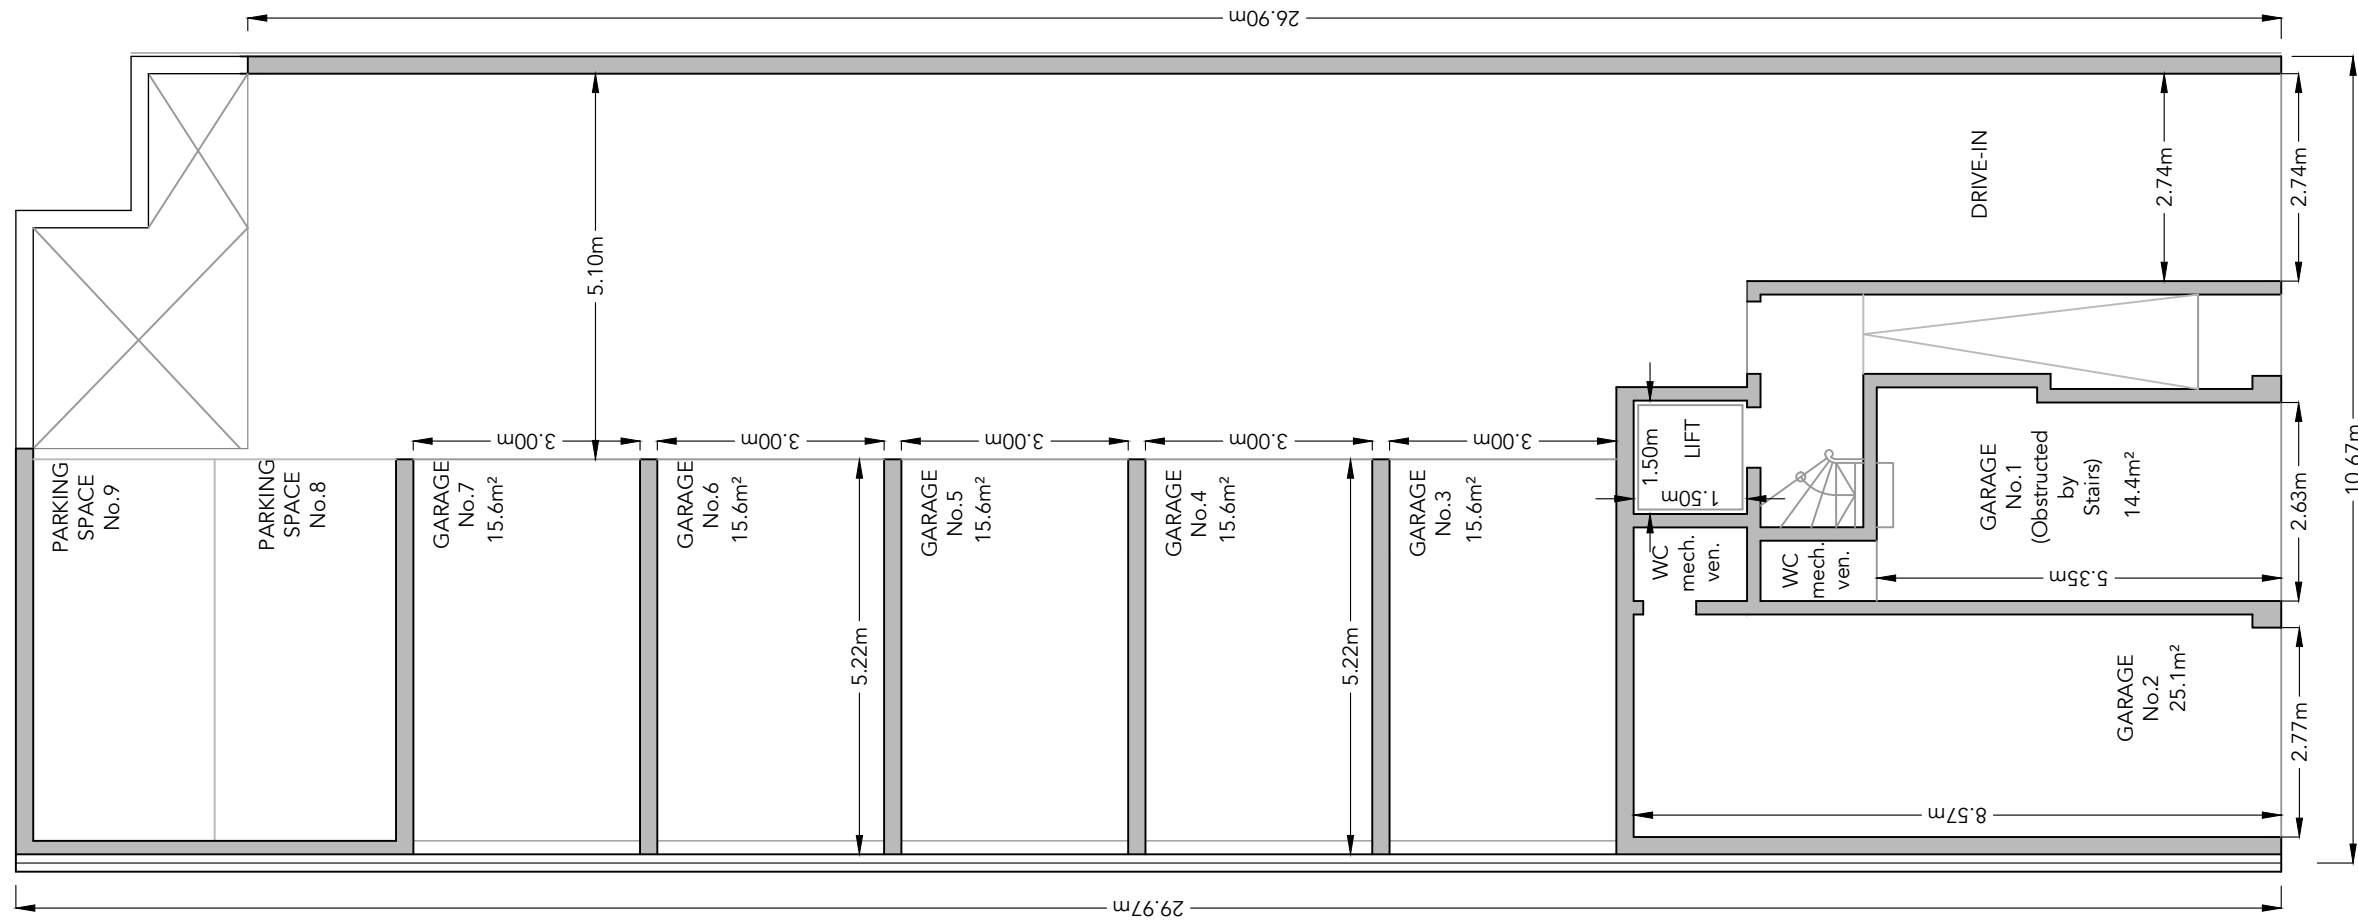 26.90m
5.10m
DRIVE-IN
2.74m
2.74m
10.67m
PARKING
SPACE
No.9
PARKING
SPACE
No.8
3.00m
GARAGE
No.7
15.6m²
3.00m
GARAGE
No.6
15.6m²
3.00m
GARAGE
No.5
15.6m²
3.00m
GARAGE
No.4
15.6m²
3.00m
GARAGE
No.3
15.6m²
5.22m
5.22m
1.50m
LIFT
1.50m
WC
mech.
ven.
WC
mech.
ven.
GARAGE
No.1
(Obstructed
by
Stairs)
14.4m²
5.35m
2.63m
GARAGE
No.2
25.1m²
2.77m
8.57m
29.97m